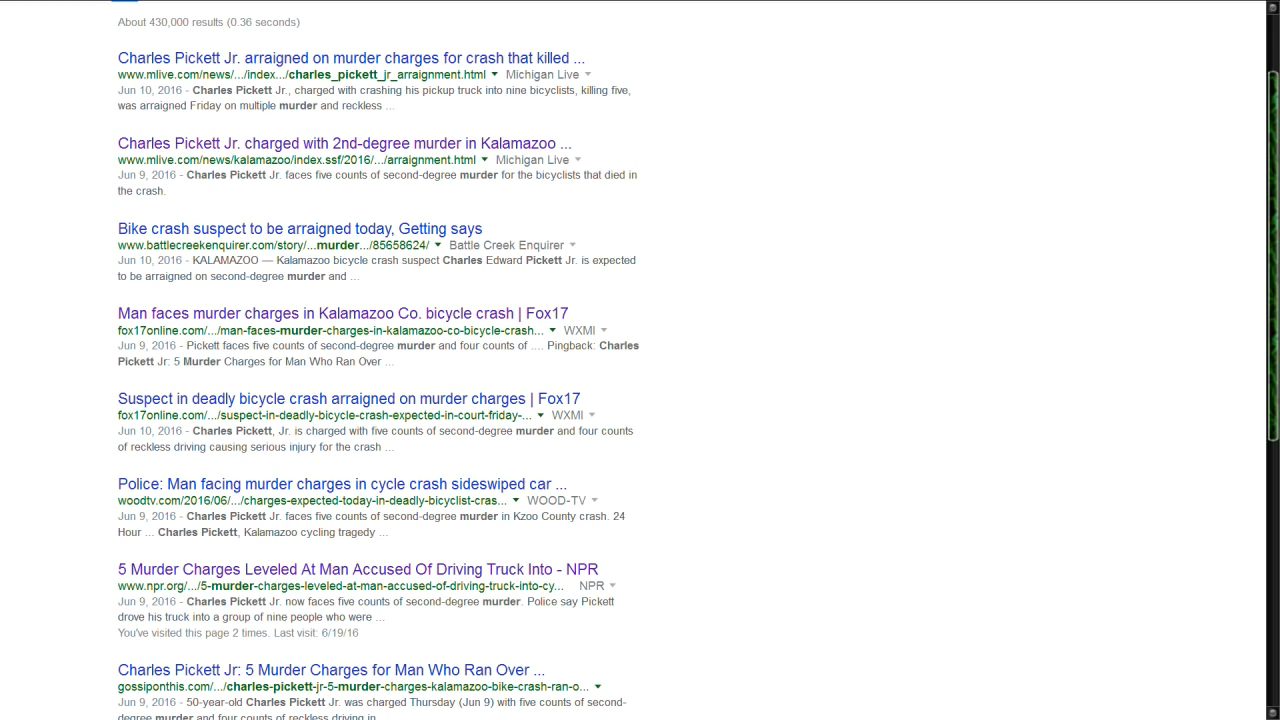 About 430,000 results (0.36 seconds)
Charles Pickett Jr. arraigned on murder charges for crash that killed ...
www.mlive.com/news/.../index.../charles_pickett_jr_arraignment.html Michigan Live
Jun 10, 2016 - Charles Pickett Jr., charged with crashing his pickup truck into nine bicyclists, killing five,
was arraigned Friday on multiple murder and reckless ...
Charles Pickett Jr. charged with 2nd-degree murder in Kalamazoo ...
www.mlive.com/news/kalamazoo/index.ssf/2016/.../arraignment.html Michigan Live
Jun 9, 2016 - Charles Pickett Jr. faces five counts of second-degree murder for the bicyclists that died in
the crash.
Bike crash suspect to be arraigned today, Getting says
www.battlecreekenquirer.com/story/...murder.../85658624/ Battle Creek Enquirer
Jun 10, 2016 - KALAMAZOO — Kalamazoo bicycle crash suspect Charles Edward Pickett Jr. is expected
to be arraigned on second-degree murder and ...
Man faces murder charges in Kalamazoo Co. bicycle crash | Fox17
fox17online.com/.../man-faces-murder-charges-in-kalamazoo-co-bicycle-crash... WXMI
Jun 9, 2016 - Pickett faces five counts of second-degree murder and four counts of .... Pingback: Charles
Pickett Jr: 5 Murder Charges for Man Who Ran Over ...
Suspect in deadly bicycle crash arraigned on murder charges | Fox17
fox17online.com/.../suspect-in-deadly-bicycle-crash-expected-in-court-friday-... WXMI
Jun 10, 2016 - Charles Pickett, Jr. is charged with five counts of second-degree murder and four counts
of reckless driving causing serious injury for the crash ...
Police: Man facing murder charges in cycle crash sideswiped car ...
woodtv.com/2016/06/.../charges-expected-today-in-deadly-bicyclist-cras... WOOD-TV
Jun 9, 2016 - Charles Pickett Jr. faces five counts of second-degree murder in Kzoo County crash. 24
Hour ... Charles Pickett, Kalamazoo cycling tragedy ...
5 Murder Charges Leveled At Man Accused Of Driving Truck Into - NPR
www.npr.org/.../5-murder-charges-leveled-at-man-accused-of-driving-truck-into-cy... NPR
Jun 9, 2016 - Charles Pickett Jr. now faces five counts of second-degree murder. Police say Pickett
drove his truck into a group of nine people who were ...
You've visited this page 2 times. Last visit: 6/19/16
Charles Pickett Jr: 5 Murder Charges for Man Who Ran Over ...
gossiponthis.com/.../charles-pickett-jr-5-murder-charges-kalamazoo-bike-crash-ran-o...
Jun 9, 2016 - 50-year-old Charles Pickett Jr. was charged Thursday (Jun 9) with five counts of second-
degree murder and four counts of reckless driving in